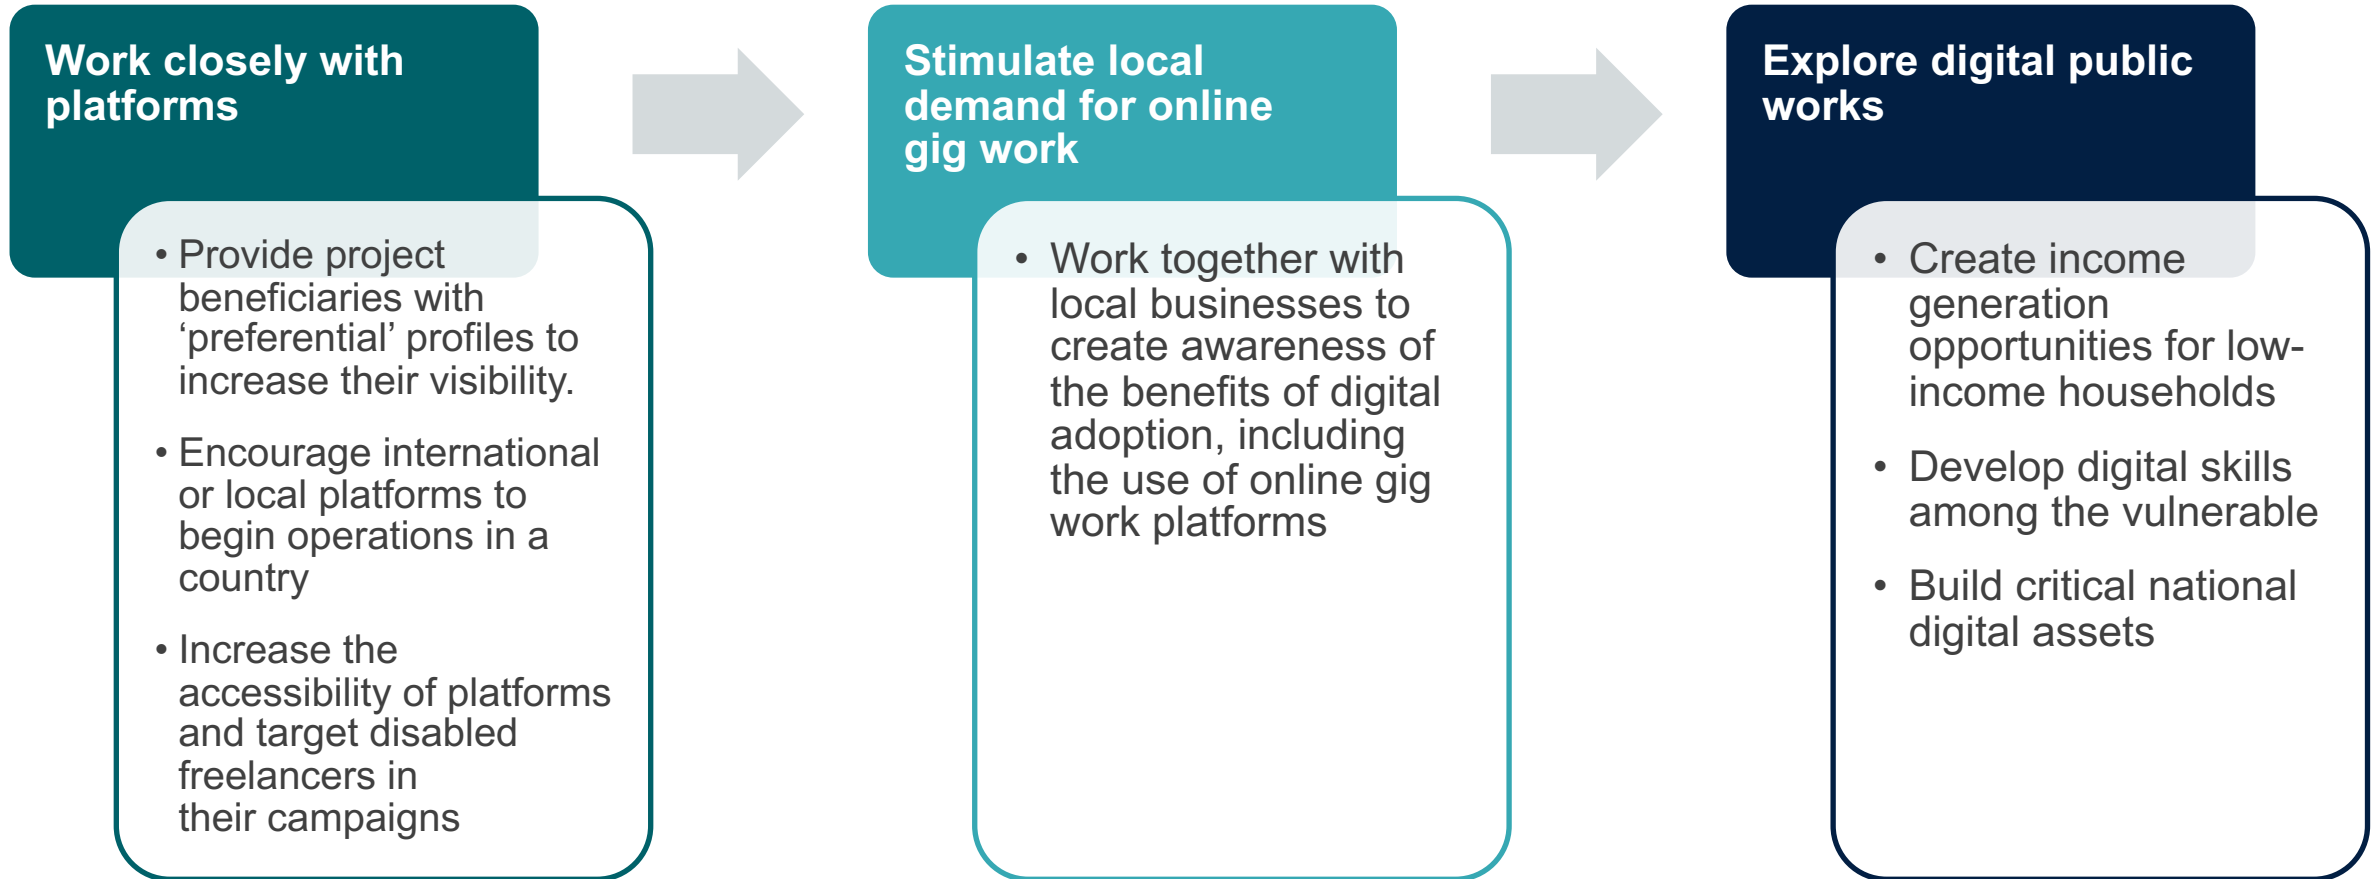 Work closely with
platforms
• Provide project
beneficiaries with
‘preferential’ profiles to
increase their visibility.
• Encourage international
or local platforms to
begin operations in a
country
• Increase the
accessibility of platforms
and target disabled
freelancers in
their campaigns
Stimulate local
demand for online
gig work
• Work together with
local businesses to
create awareness of
the benefits of digital
adoption, including
the use of online gig
work platforms
Explore digital public
works
• Create income
generation
opportunities for low-
income households
• Develop digital skills
among the vulnerable
• Build critical national
digital assets